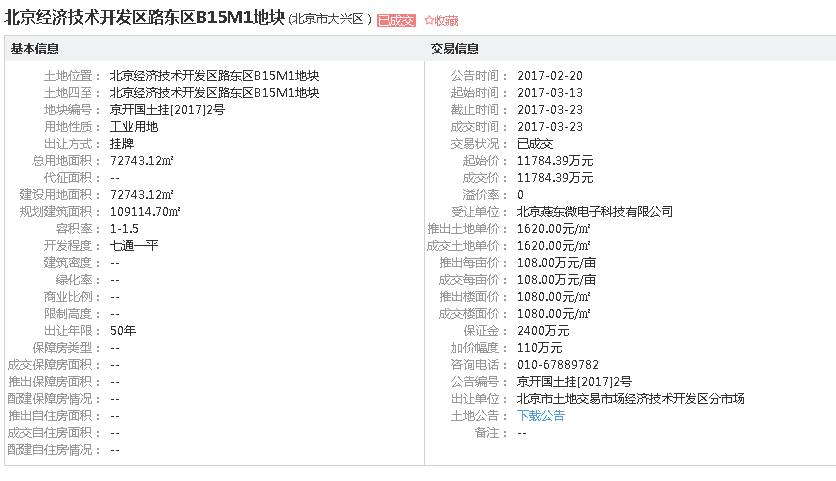 北京经济技术开发区路东区B15M1地块 (北京市大兴区 ) 已成交 ☆收藏
基本信息
土地位置： 北京经济技术开发区路东区B15M1地块
土地四至： 北京经济技术开发区路东区B15M1地块
地块编号： 京开国土挂[2017]2号
用地性质： 工业用地
出让方式： 挂牌
总用地面积： 72743.12㎡
代征面积： --
建设用地面积： 72743.12㎡
规划建筑面积： 109114.70㎡
容积率： 1-1.5
开发程度： 七通一平
建筑密度： --
绿化率： --
商业比例： --
限制高度： --
出让年限： 50年
保障房类型： --
成交保障房面积： --
推出保障房面积： --
配建保障房情况： --
推出自住房面积： --
成交自住房面积： --
配建自住房情况： --
交易信息
公告时间： 2017-02-20
起始时间： 2017-03-13
截止时间： 2017-03-23
成交时间： 2017-03-23
交易状况： 已成交
起始价： 11784.39万元
成交价： 11784.39万元
溢价率： 0
受让单位： 北京燕东微电子科技有限公司
推出土地单价： 1620.00元/㎡
成交土地单价： 1620.00元/㎡
推出每亩价： 108.00万元/亩
成交每亩价： 108.00万元/亩
推出楼面价： 1080.00元/㎡
成交楼面价： 1080.00元/㎡
保证金： 2400万元
加价幅度： 110万元
咨询电话： 010-67889782
公告编号： 京开国土挂[2017]2号
出让单位： 北京市土地交易市场经济技术开发区分市场
土地公告： 下载公告
备注： --